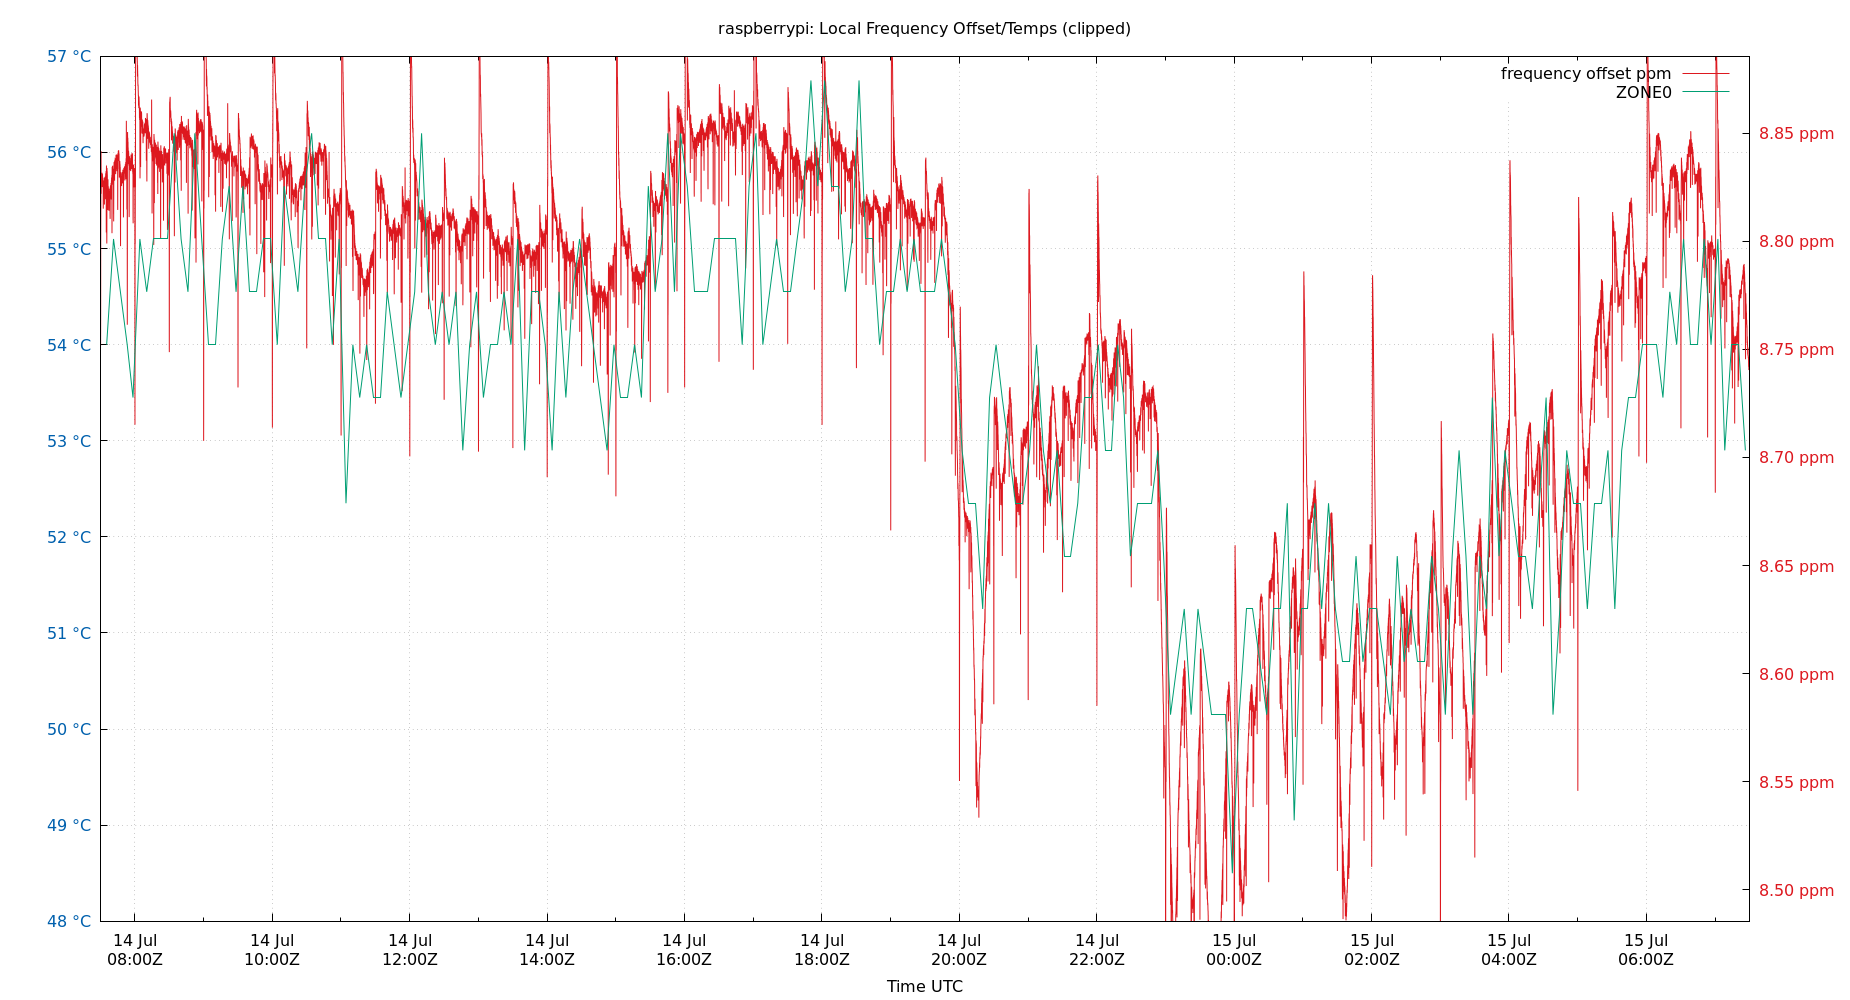 raspberrypi: Local Frequency Offset/Temps (clipped)
frequency offset ppm
ZONE0
57 °C
56 °C
55 °C
54 °C
53 °C
52 °C
51 °C
50 °C
49 °C
48 °C
8.85 ppm
8.80 ppm
8.75 ppm
8.70 ppm
8.65 ppm
8.60 ppm
8.55 ppm
8.50 ppm
14 Jul 14 Jul 14 Jul 14 Jul 14 Jul 14 Jul 14 Jul 14 Jul 15 Jul 15 Jul 15 Jul 15 Jul
08:00Z 10:00Z 12:00Z 14:00Z 16:00Z 18:00Z 20:00Z 22:00Z 00:00Z 02:00Z 04:00Z 06:00Z
Time UTC